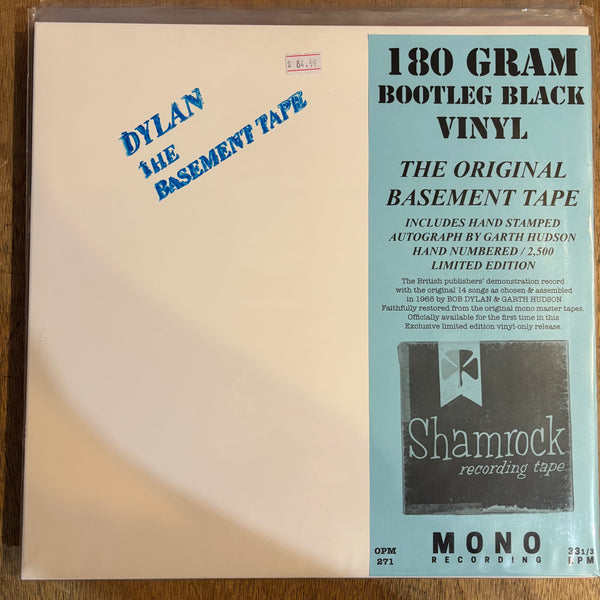 $ 84.59
DYLAN
THE
BASEMENT TAPE
180 GRAM
BOOTLEG BLACK
VINYL
THE ORIGINAL
BASEMENT TAPE
INCLUDES HAND STAMPED
AUTOGRAPH BY GARTH HUDSON
HAND NUMBERED / 2,500
LIMITED EDITION
The British publishers' demonstration record
with the original 14 songs as chosen & assembled
in 1968 by BOB DYLAN & GARTH HUDSON
Faithfully restored from the original mono master tapes.
Officially available for the first time in this
Exclusive limited edition vinyl-only release.
Shamrock
recording tape
OPM
271
MONO
RECORDING
33 1/3
RPM